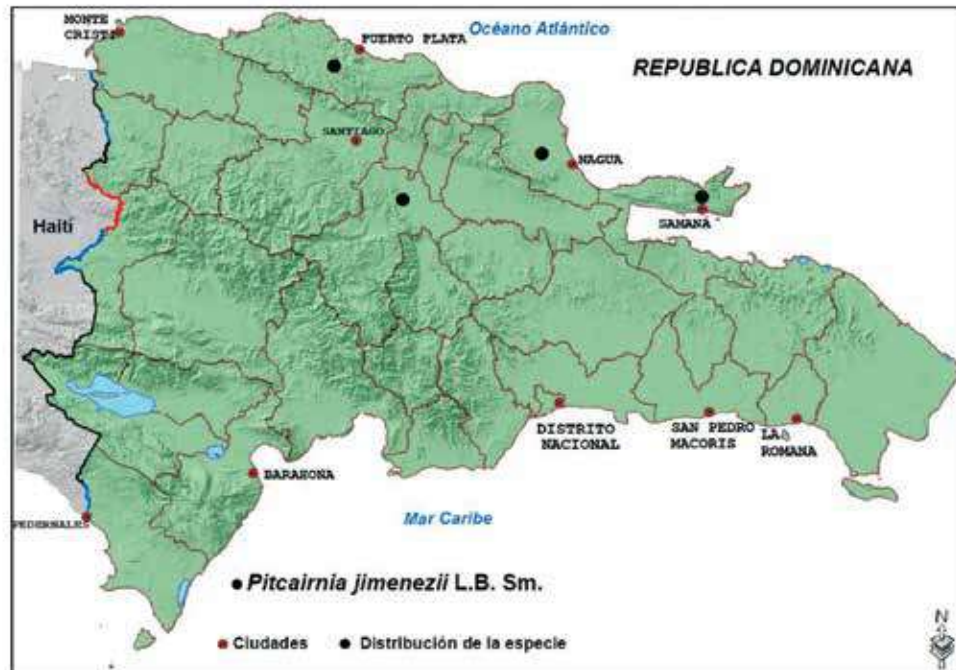 MONTE
CRISTI
PUERTO PLATA
Océano Atlántico
REPUBLICA DOMINICANA
SANTIAGO
NAGUA
Haití
SAMANA
DISTRITO
NACIONAL
SAN PEDRO
MACORIS
LA
ROMANA
BARAHONA
PEDERNALES
Mar Caribe
Pitcairnia jimenezii L.B. Sm.
Ciudades
Distribución de la especie
N